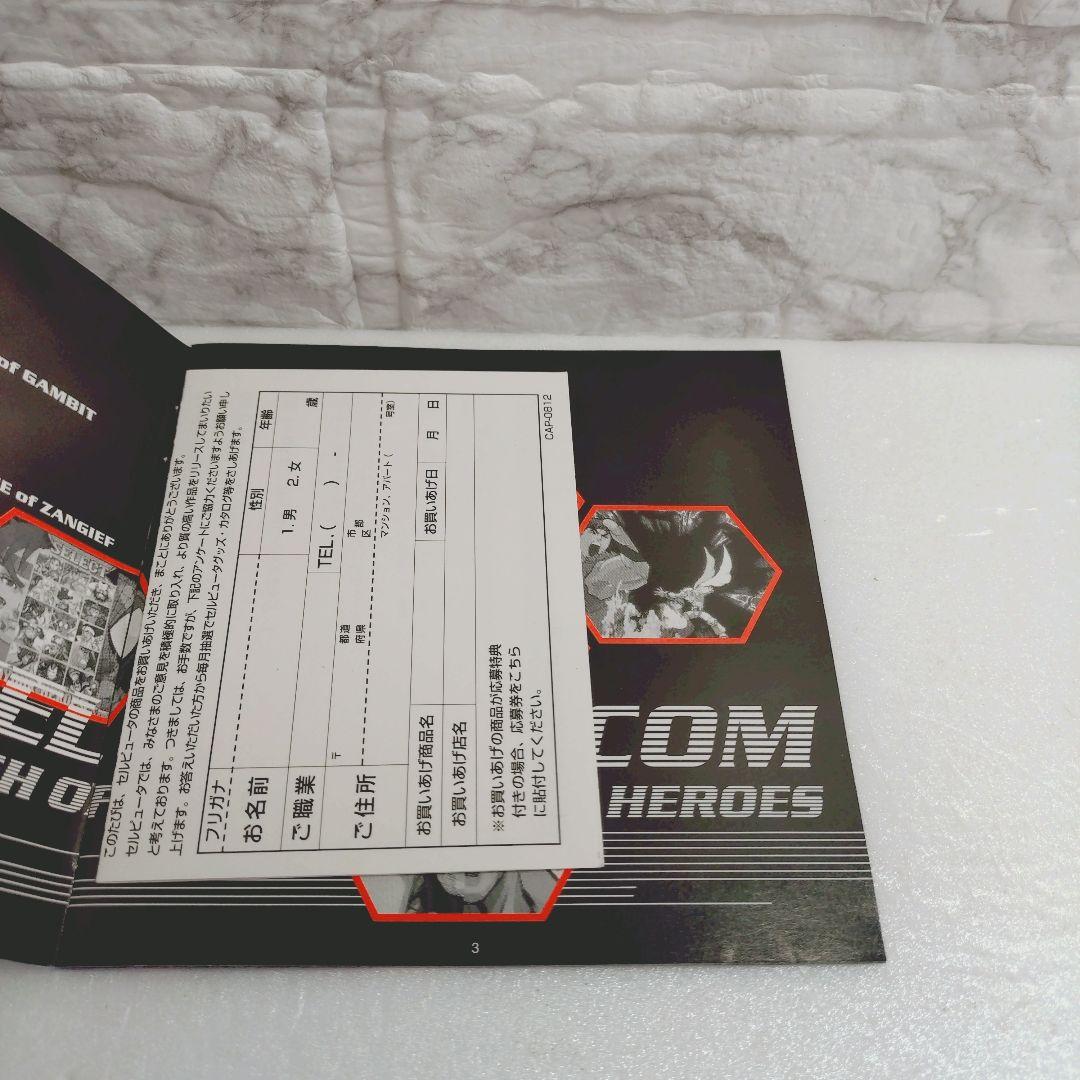 of GAMBIT
E of ZANGIEF
SELECT
このたびは、セルピュータの商品をお買いあげいただき、まことにありがとうございます。
セルピュータでは、みなさまのご意見を積極的に取り入れ、より質の高い作品をリリースしてまいりたい
と考えております。つきましては、お手数ですが、下記のアンケートにご協力くださいますようお願い申し
上げます。お答えいただいた方から毎月抽選でセルピュータグッズ・カタログ等をさしあげます。
フリガナ
お名前
性別
1. 男 2. 女
年齢
歳
ご職業
TEL. ( ) -
ご住所
〒
都道
府県
市 郡
区
マンション、アパート (
号室)
お買いあげ商品名
お買いあげ日
月 日
お買いあげ店名
※お買いあげの商品が応募特典
付きの場合、応募券をこちら
に貼付してください。
CAP-0812
COM
HEROES
3